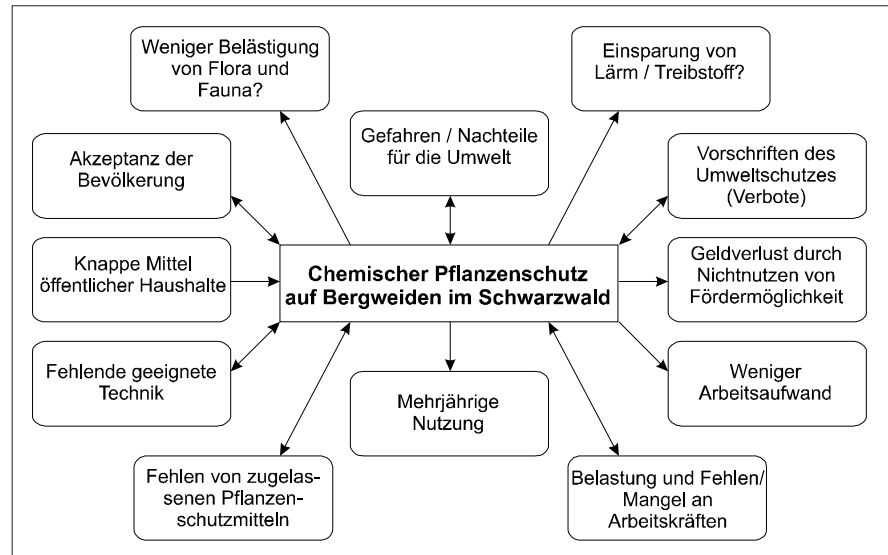 Weniger Belästigung
von Flora und
Fauna?
Einsparung von
Lärm / Treibstoff?
Gefahren / Nachteile
für die Umwelt
Akzeptanz der
Bevölkerung
Vorschriften des
Umweltschutzes
(Verbote)
Knappe Mittel
öffentlicher Haushalte
Chemischer Pflanzenschutz
auf Bergweiden im Schwarzwald
Geldverlust durch
Nichtnutzen von
Fördermöglichkeit
Fehlende geeignete
Technik
Mehrjährige
Nutzung
Weniger
Arbeitsaufwand
Fehlen von zugelas-
senen Pflanzen-
schutzmitteln
Belastung und Fehlen/
Mangel an
Arbeitskräften